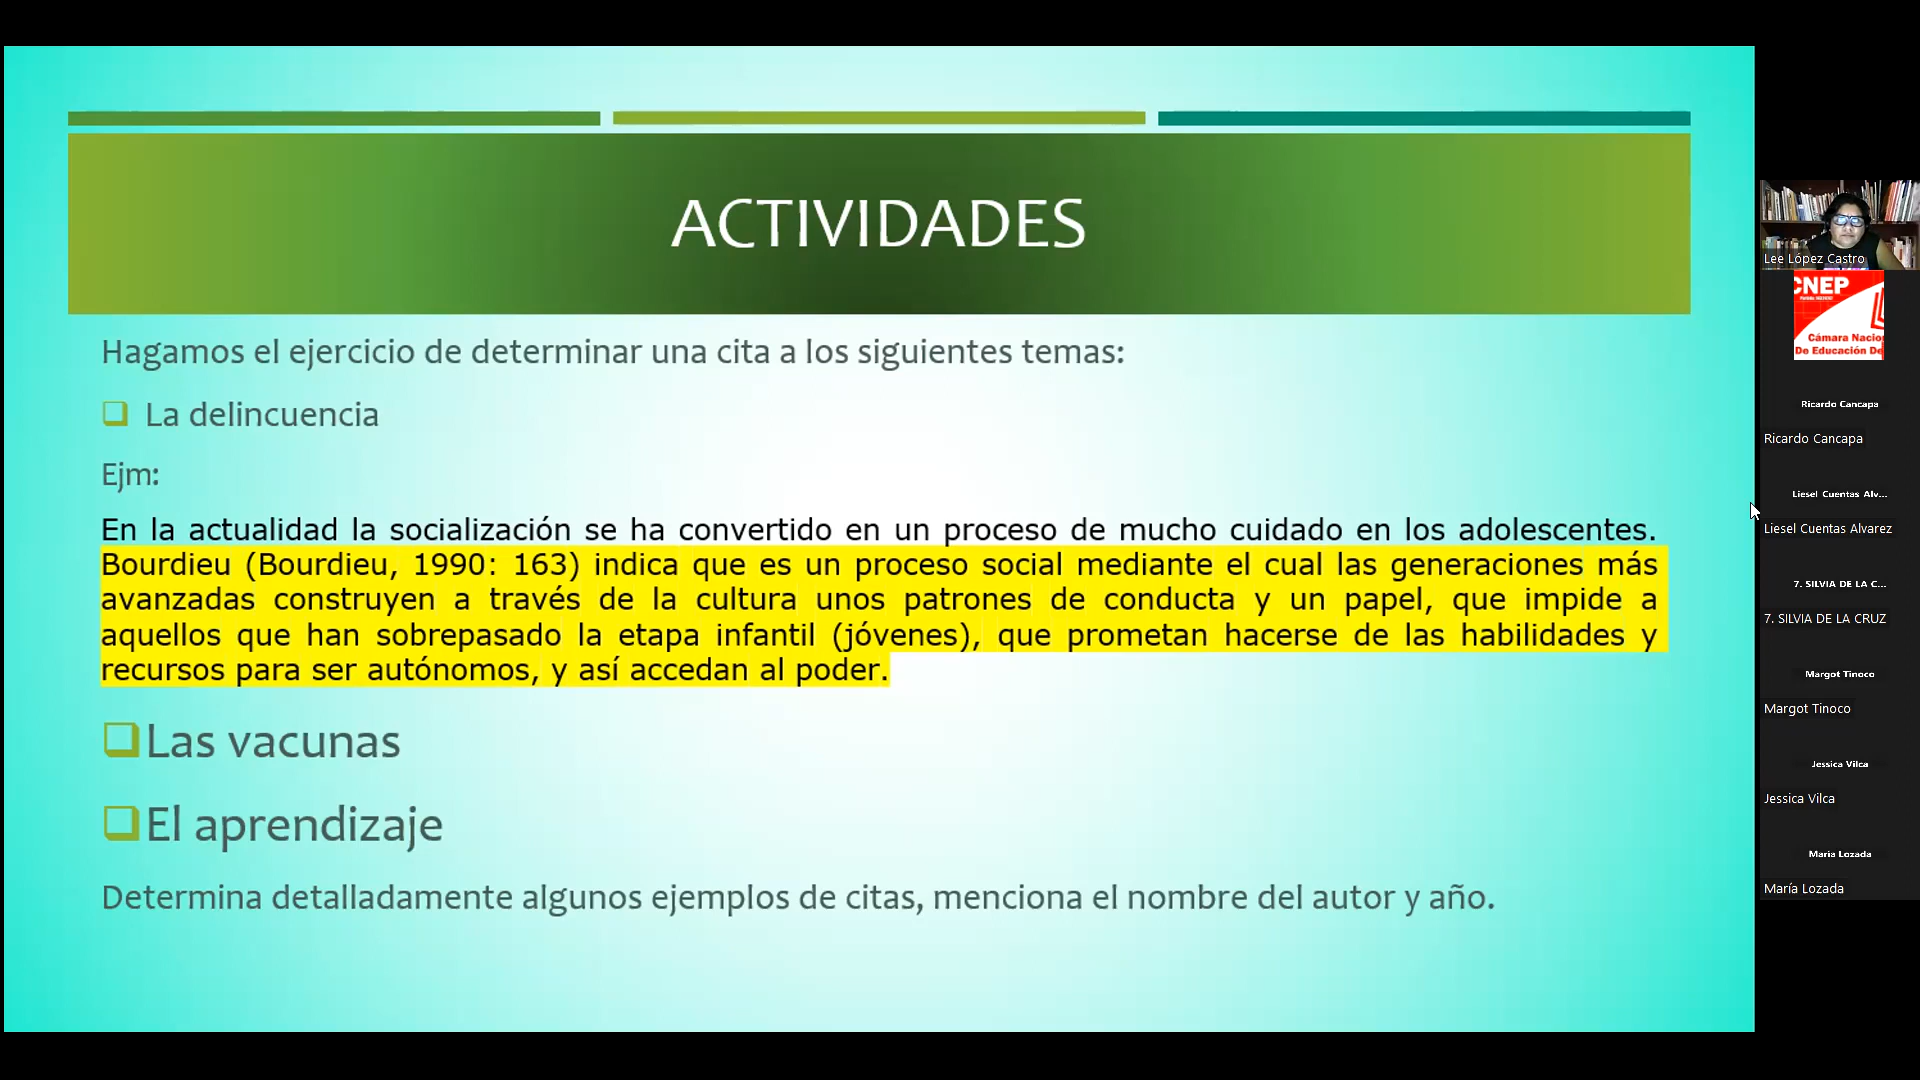 ACTIVIDADES
Hagamos el ejercicio de determinar una cita a los siguientes temas:
La delincuencia
Ejm:
En la actualidad la socialización se ha convertido en un proceso de mucho cuidado en los adolescentes.
Bourdieu (Bourdieu, 1990: 163) indica que es un proceso social mediante el cual las generaciones más
avanzadas construyen a través de la cultura unos patrones de conducta y un papel, que impide a
aquellos que han sobrepasado la etapa infantil (jóvenes), que prometan hacerse de las habilidades y
recursos para ser autónomos, y así accedan al poder.
Las vacunas
El aprendizaje
Determina detalladamente algunos ejemplos de citas, menciona el nombre del autor y año.
Lee López Castro
CNEP
Cámara Nacio
De Educación De
Ricardo Cancapa
Ricardo Cancapa
Liesel Cuentas Alv...
Liesel Cuentas Alvarez
7. SILVIA DE LA C...
7. SILVIA DE LA CRUZ
Margot Tinoco
Margot Tinoco
Jessica Vilca
Jessica Vilca
María Lozada
María Lozada